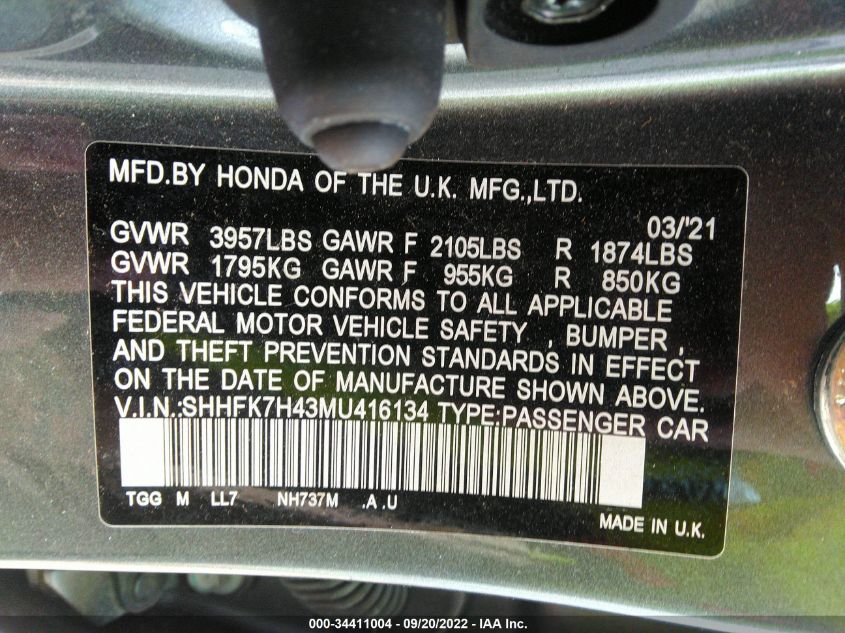 MFD.BY HONDA OF THE U.K. MFG.,LTD.
03/'21
GVWR 3957LBS GAWR F 2105LBS R 1874LBS
GVWR 1795KG GAWR F 955KG R 850KG
THIS VEHICLE CONFORMS TO ALL APPLICABLE
FEDERAL MOTOR VEHICLE SAFETY , BUMPER ,
AND THEFT PREVENTION STANDARDS IN EFFECT
ON THE DATE OF MANUFACTURE SHOWN ABOVE.
V.I.N.:SHHFK7H43MU416134 TYPE:PASSENGER CAR
TGG M LL7 NH737M .A .U
MADE IN U.K.
000-34411004 - 09/20/2022 - IAA Inc.